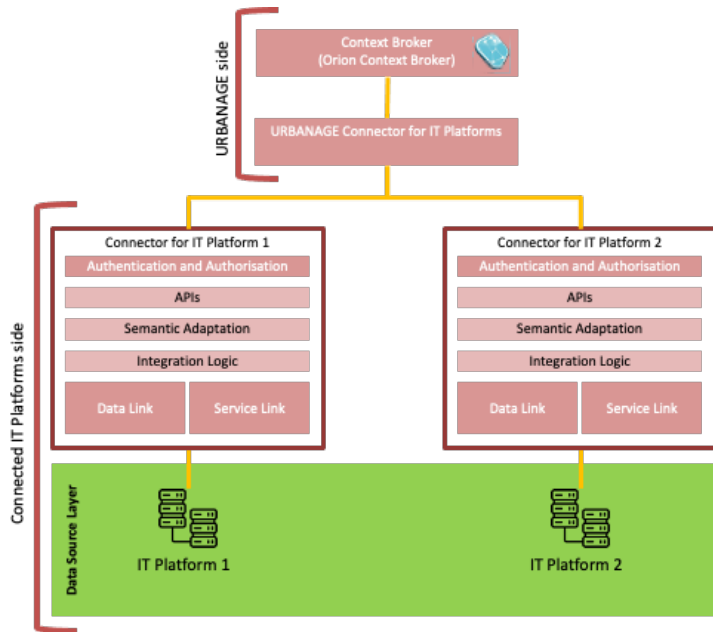 URBANAGE side
Context Broker
(Orion Context Broker)
URBANAGE Connector for IT Platforms
Connected IT Platforms side
Connector for IT Platform 1
Authentication and Authorisation
APIs
Semantic Adaptation
Integration Logic
Data Link
Service Link
Connector for IT Platform 2
Authentication and Authorisation
APIs
Semantic Adaptation
Integration Logic
Data Link
Service Link
Data Source Layer
IT Platform 1
IT Platform 2